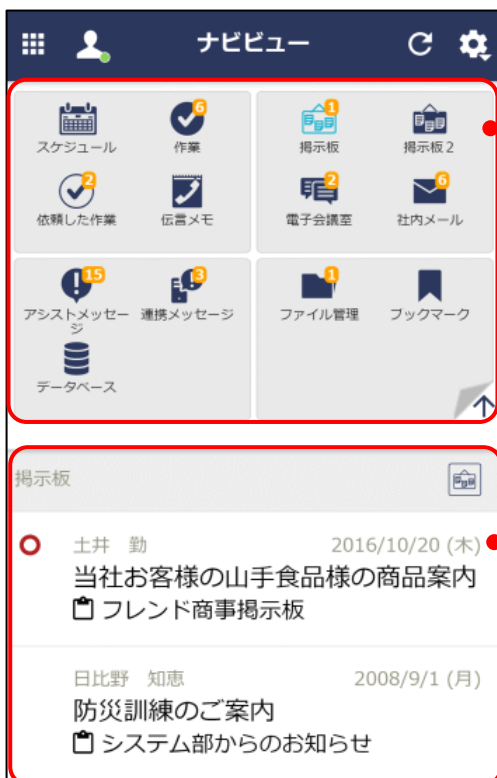 ナビビュー
6 1
スケジュール 作業 掲示板 掲示板２
2 2 6
依頼した作業 伝言メモ 電子会議室 社内メール
15 3 1
アシストメッセー 連携メッセージ ファイル管理 ブックマーク
ジ
データベース
掲示板
土井　勤 2016/10/20 (木)
当社お客様の山手食品様の商品案内
フレンド商事掲示板
日比野　知恵 2008/9/1 (月)
防災訓練のご案内
システム部からのお知らせ